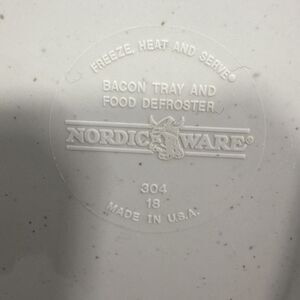 FREEZE, HEAT AND SERVE®
BACON TRAY AND
FOOD DEFROSTER
NORDIC WARE®
304
18
MADE IN U.S.A.